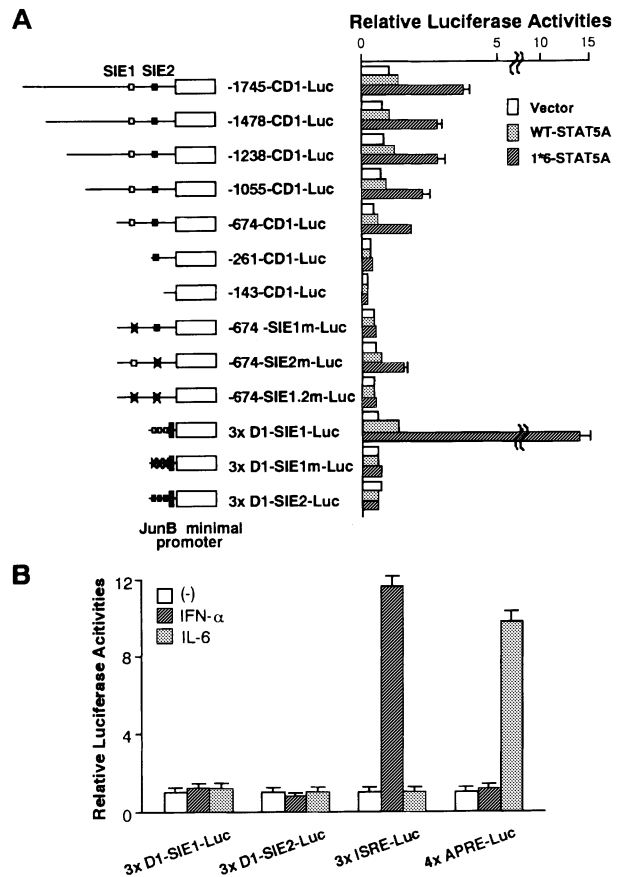 A
Relative Luciferase Activities
0 5 10 15
SIE1 SIE2
-1745-CD1-Luc
-1478-CD1-Luc
-1238-CD1-Luc
-1055-CD1-Luc
-674-CD1-Luc
-261-CD1-Luc
-143-CD1-Luc
-674 -SIE1m-Luc
-674-SIE2m-Luc
-674-SIE1.2m-Luc
3x D1-SIE1-Luc
3x D1-SIE1m-Luc
3x D1-SIE2-Luc
Vector
WT-STAT5A
1*6-STAT5A
JunB minimal
promoter
B
Relative Luciferase Acitivities
12
8
4
0
(-)
IFN-α
IL-6
3x D1-SIE1-Luc
3x D1-SIE2-Luc
3x ISRE-Luc
4x APRE-Luc